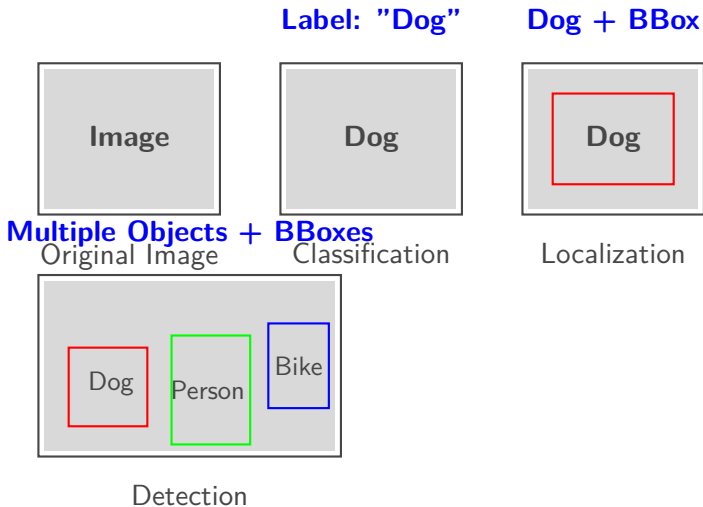 Label: ”Dog” Dog + BBox
Image Dog Dog
Multiple Objects + BBoxes
Original Image Classification Localization
Dog Person Bike
Detection